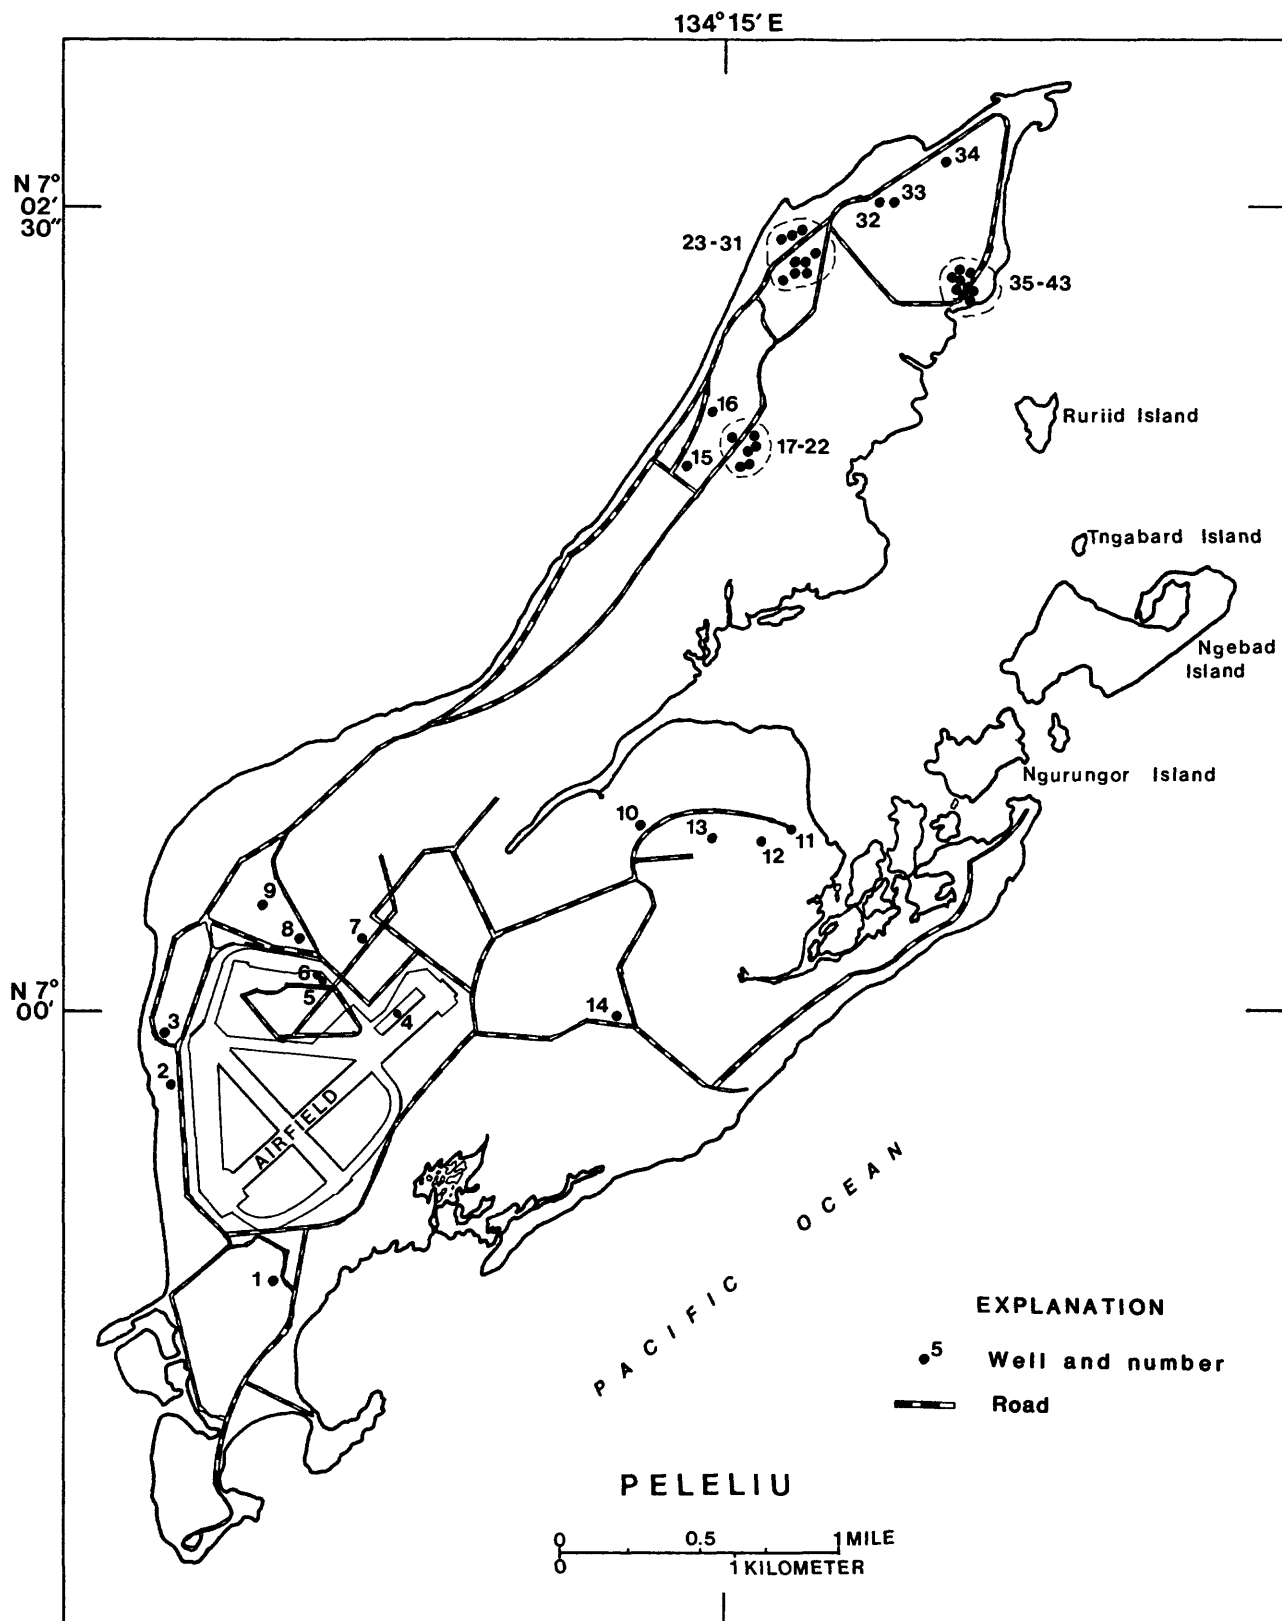 134°15′ E
N 7°
02′
30″
34
33
32
23-31
35-43
16
Ruriid Island
17-22
15
Tngabard Island
Ngebad
Island
Ngurungor Island
10
13
11
12
9
8
7
6
5
N 7°
00′
4
14
3
2
AIRFIELD
PACIFIC OCEAN
1
EXPLANATION
5
Well and number
Road
PELELIU
0 0.5 1 MILE
0 1 KILOMETER